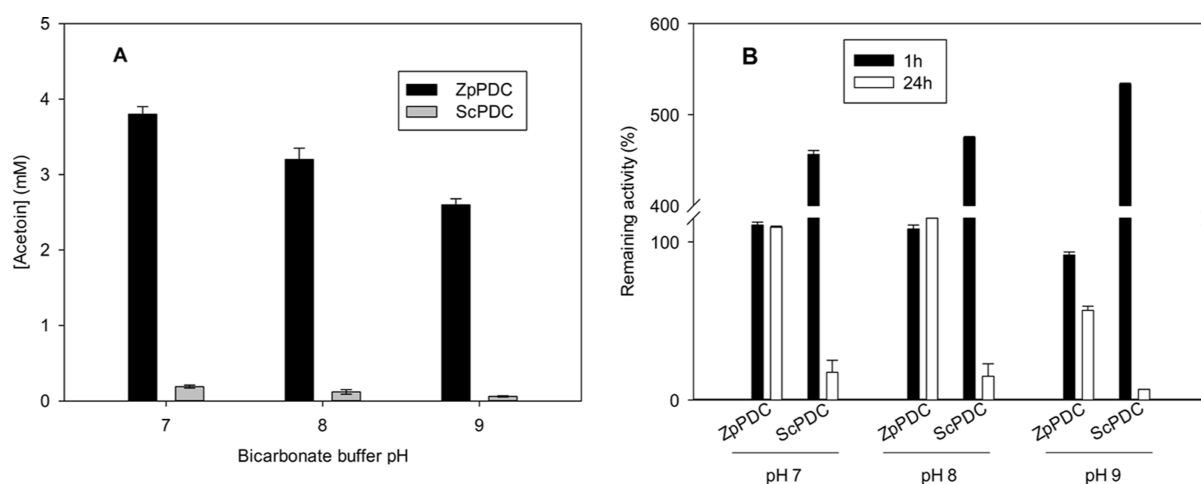 A
ZpPDC
ScPDC
5
4
3
2
1
0
[Acetoin] (mM)
7 8 9
Bicarbonate buffer pH
B
1h
24h
600
500
400
100
0
Remaining activity (%)
ZpPDC ScPDC ZpPDC ScPDC ZpPDC ScPDC
pH 7 pH 8 pH 9